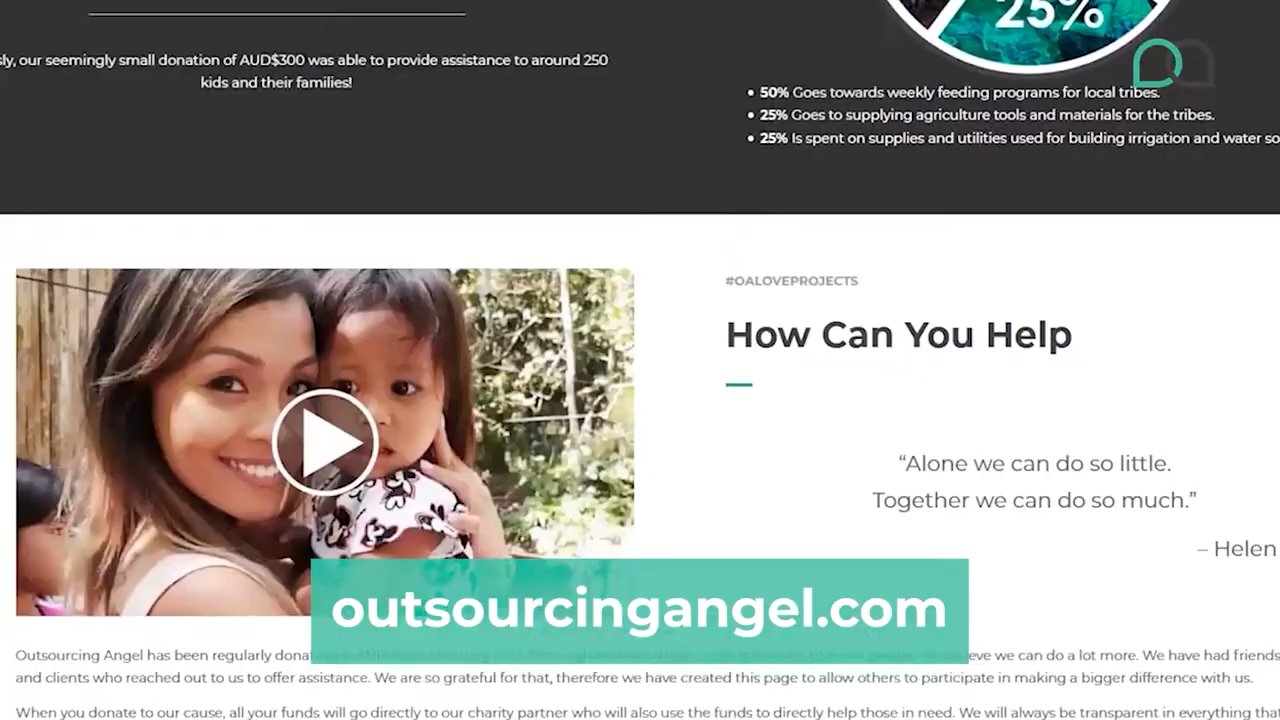 sly, our seemingly small donation of AUD$300 was able to provide assistance to around 250
kids and their families!
25%
• 50% Goes towards weekly feeding programs for local tribes.
• 25% Goes to supplying agriculture tools and materials for the tribes.
• 25% Is spent on supplies and utilities used for building irrigation and water so
#OALOVEPROJECTS
How Can You Help
“Alone we can do so little.
Together we can do so much.”
– Helen
outsourcingangel.com
Outsourcing Angel has been regularly donat eve we can do a lot more. We have had friends
and clients who reached out to us to offer assistance. We are so grateful for that, therefore we have created this page to allow others to participate in making a bigger difference with us.
When you donate to our cause, all your funds will go directly to our charity partner who will also use the funds to directly help those in need. We will always be transparent in everything that